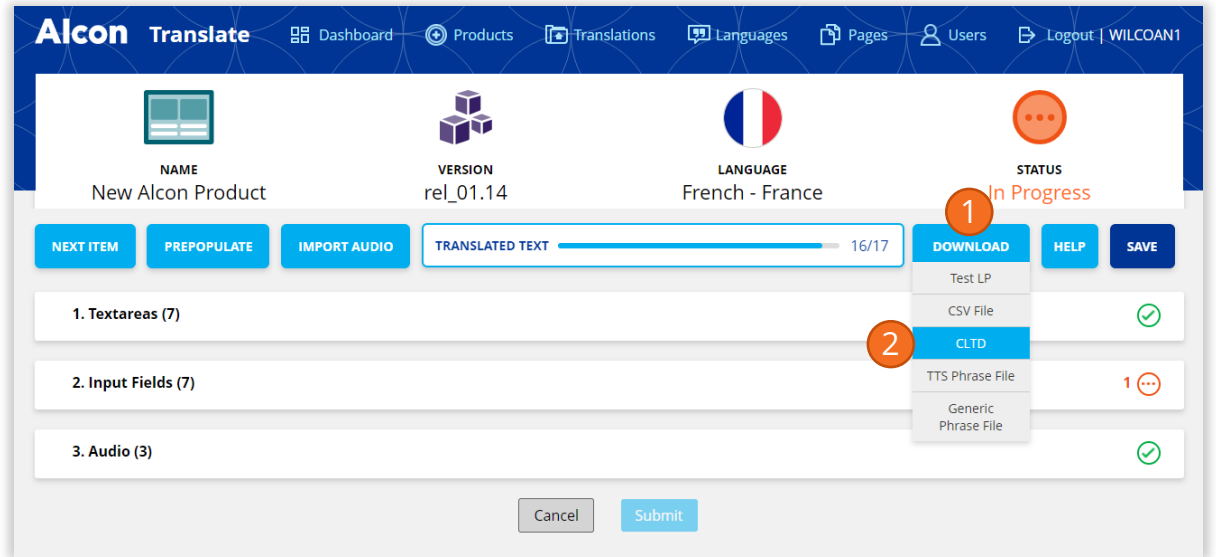 Alcon Translate Dashboard Products Translations Languages Pages Users Logout | WILCOAN1
NAME VERSION LANGUAGE STATUS
New Alcon Product rel_01.14 French - France In Progress
1
NEXT ITEM PREPOPULATE IMPORT AUDIO TRANSLATED TEXT 16/17 DOWNLOAD HELP SAVE
Test LP
CSV File
1. Textareas (7)
2 CLTD
TTS Phrase File
2. Input Fields (7) 1
Generic
Phrase File
3. Audio (3)
Cancel Submit